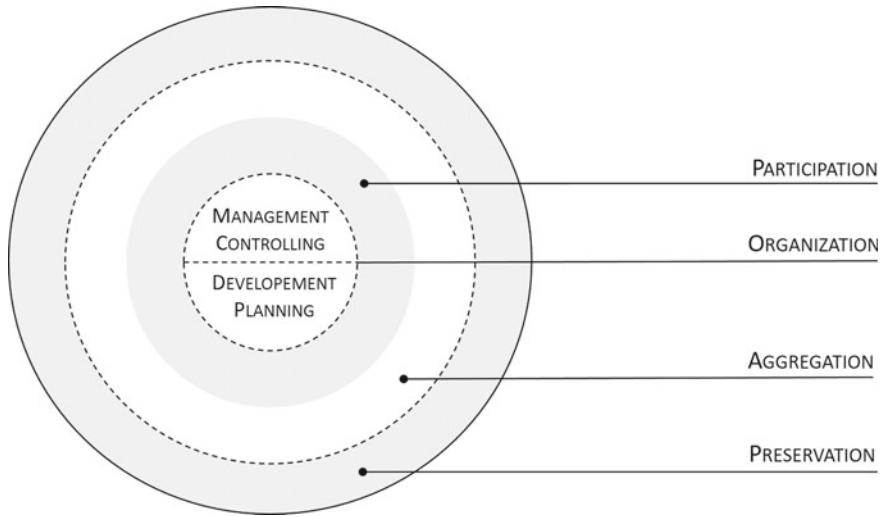 MANAGEMENT
CONTROLLING
DEVELOPEMENT
PLANNING
PARTICIPATION
ORGANIZATION
AGGREGATION
PRESERVATION